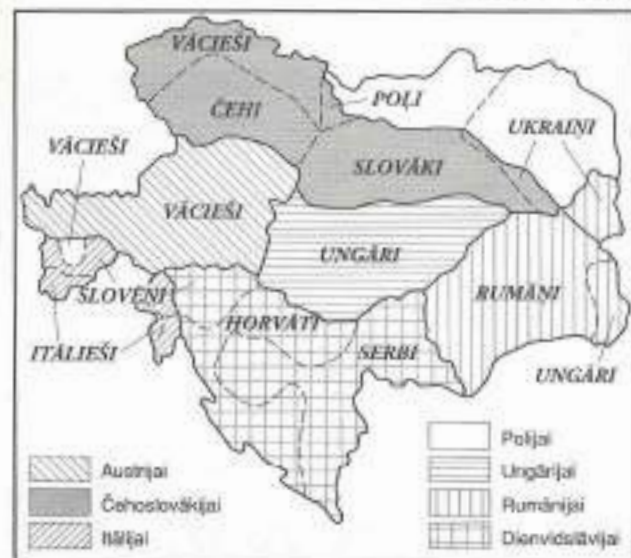 VĀCIEŠI
ČEHI
POĻI
UKRAIŅI
VĀCIEŠI
SLOVĀKI
VĀCIEŠI
UNGĀRI
RUMĀŅI
SLOVĒŅI
HORVĀTI
ITĀLIEŠI
SERBI
UNGĀRI
Austrijai
Čehoslovākijai
Itālijai
Polijai
Ungārijai
Rumānijai
Dienvidslāvijai